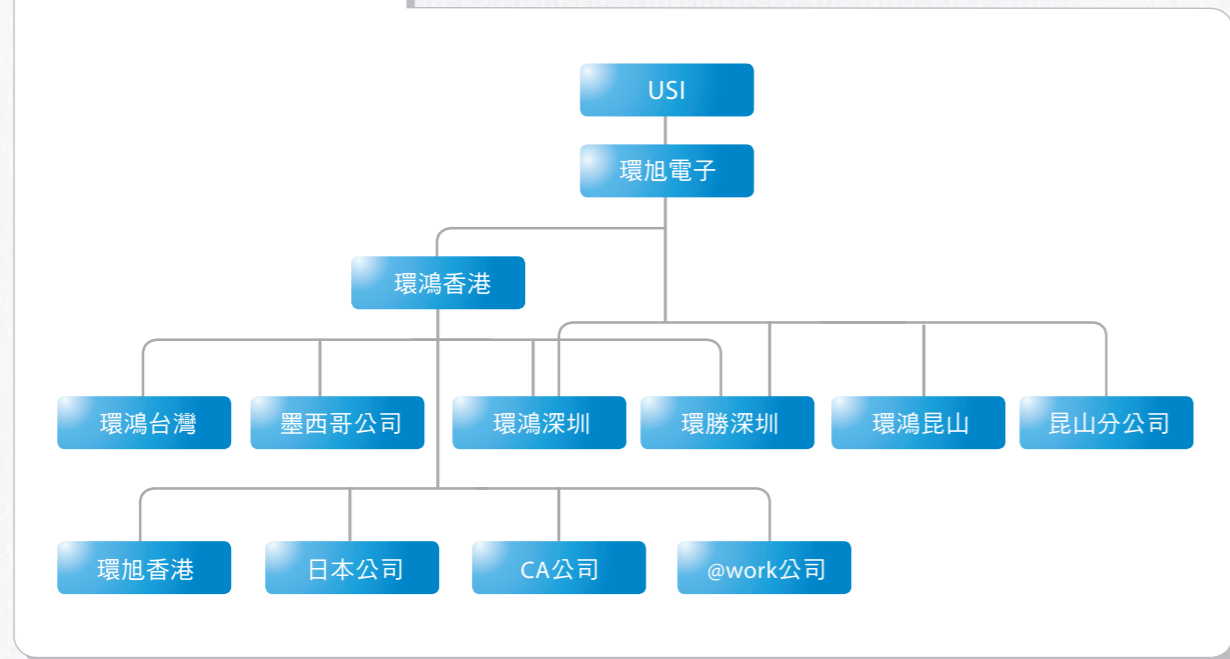 USI
環旭電子
環鴻香港
環鴻台灣
墨西哥公司
環鴻深圳
環勝深圳
環鴻昆山
昆山分公司
環旭香港
日本公司
CA公司
@work公司